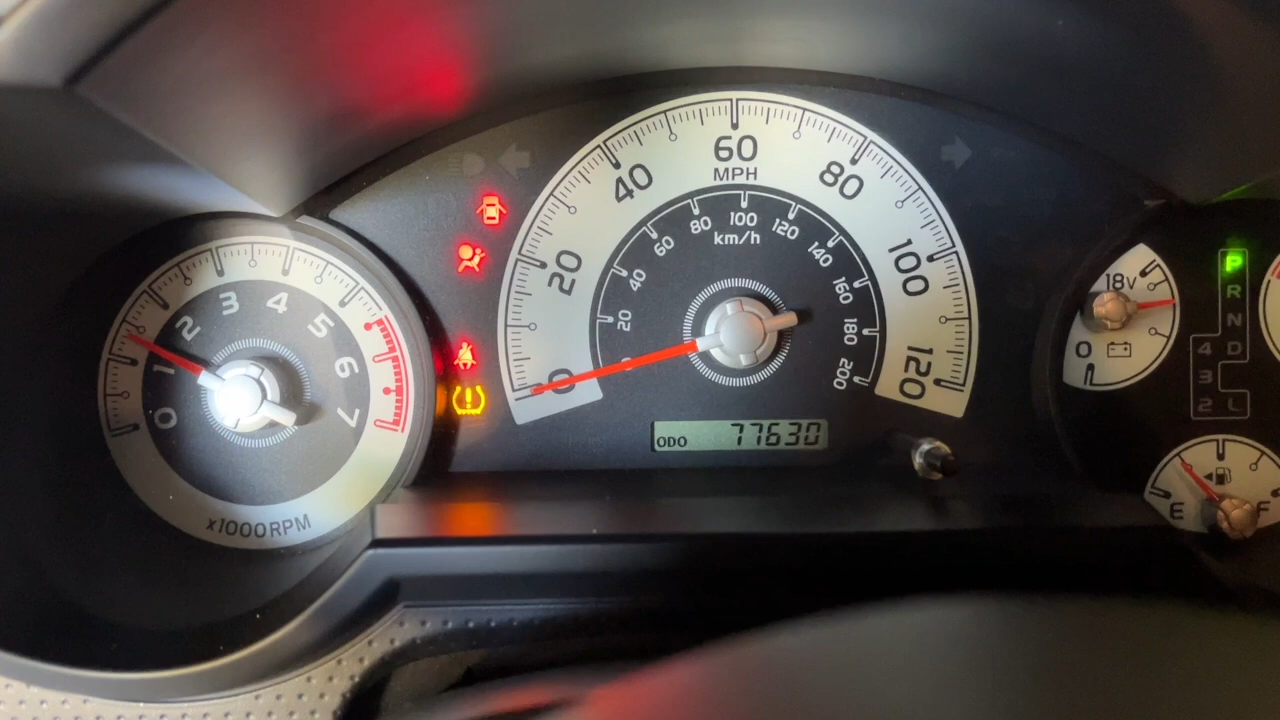 0 1 2 3 4 5 6 7
x1000RPM
0 20 40 60 80 100 120
MPH
20 40 60 80 100 120 140 160 180 200
km/h
ODO 77630
18V
0
P
R
N
4 D
3
2 L
E F